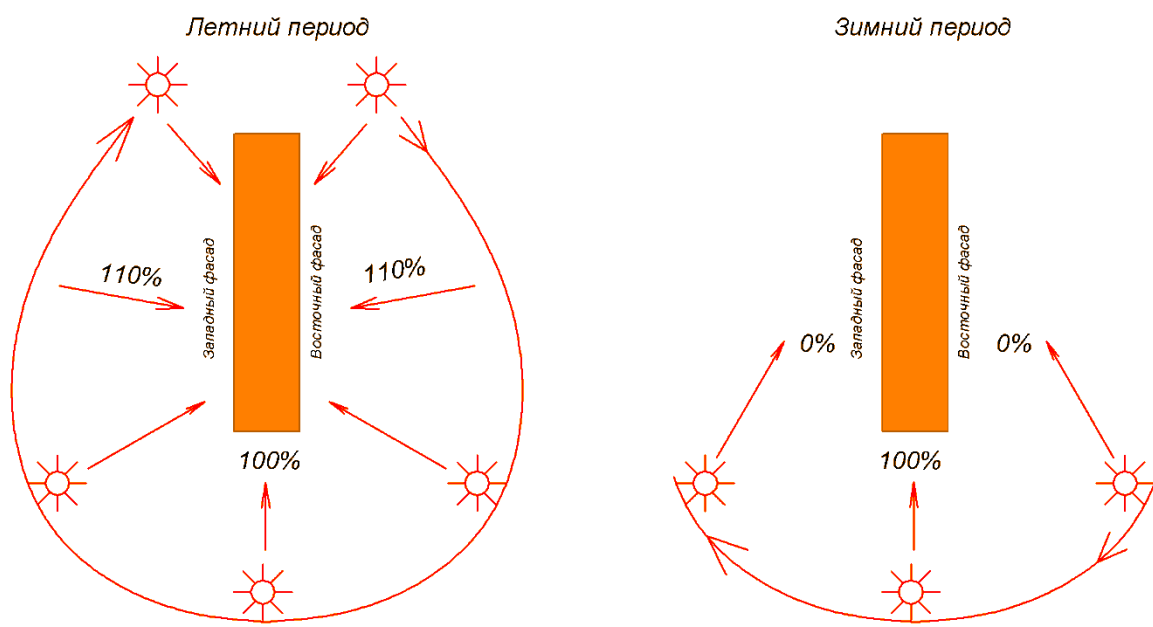 Летний период
Зимний период
110%
110%
Западный фасад
Восточный фасад
100%
0%
Западный фасад
Восточный фасад
0%
100%